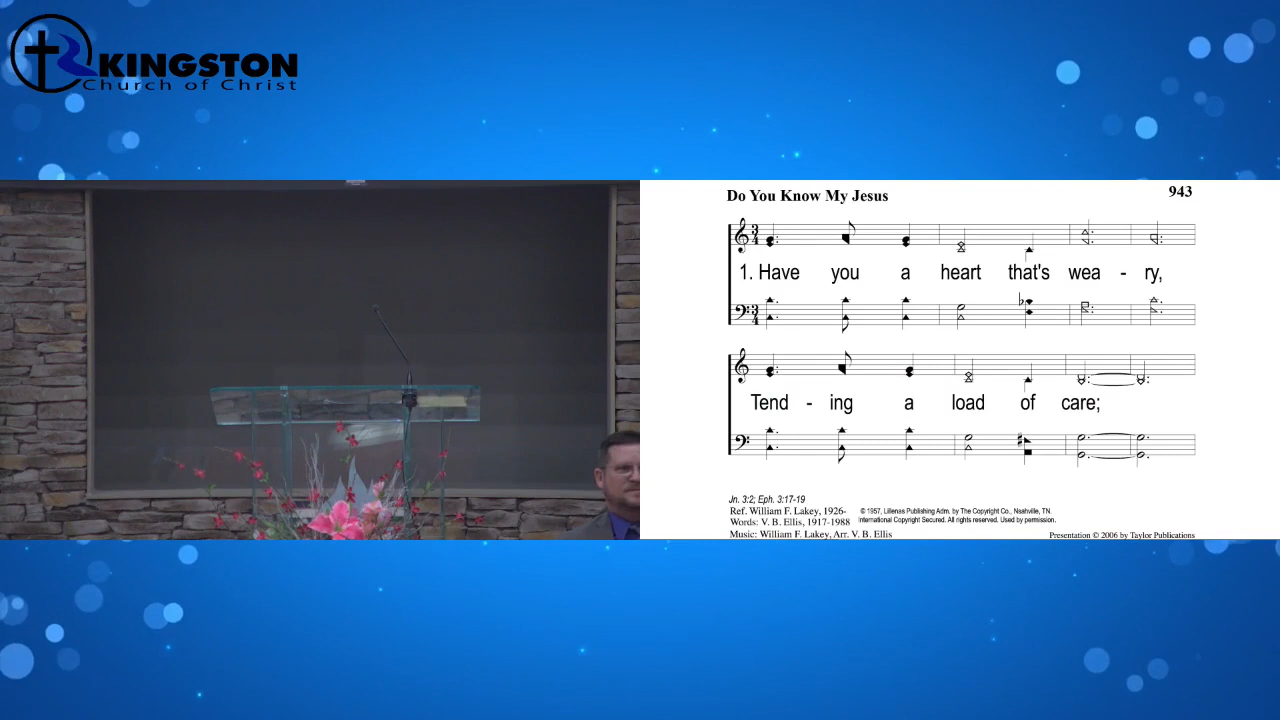 KINGSTON
Church of Christ
Do You Know My Jesus
943
1. Have you a heart that's wea - ry,
Tend - ing a load of care;
Jn. 3:2; Eph. 3:17-19
Ref. William F. Lakey, 1926-
Words: V. B. Ellis, 1917-1988
Music: William F. Lakey, Arr. V. B. Ellis
© 1957, Lillenas Publishing Adm. by The Copyright Co., Nashville, TN.
International Copyright Secured. All rights reserved. Used by permission.
Presentation © 2006 by Taylor Publications